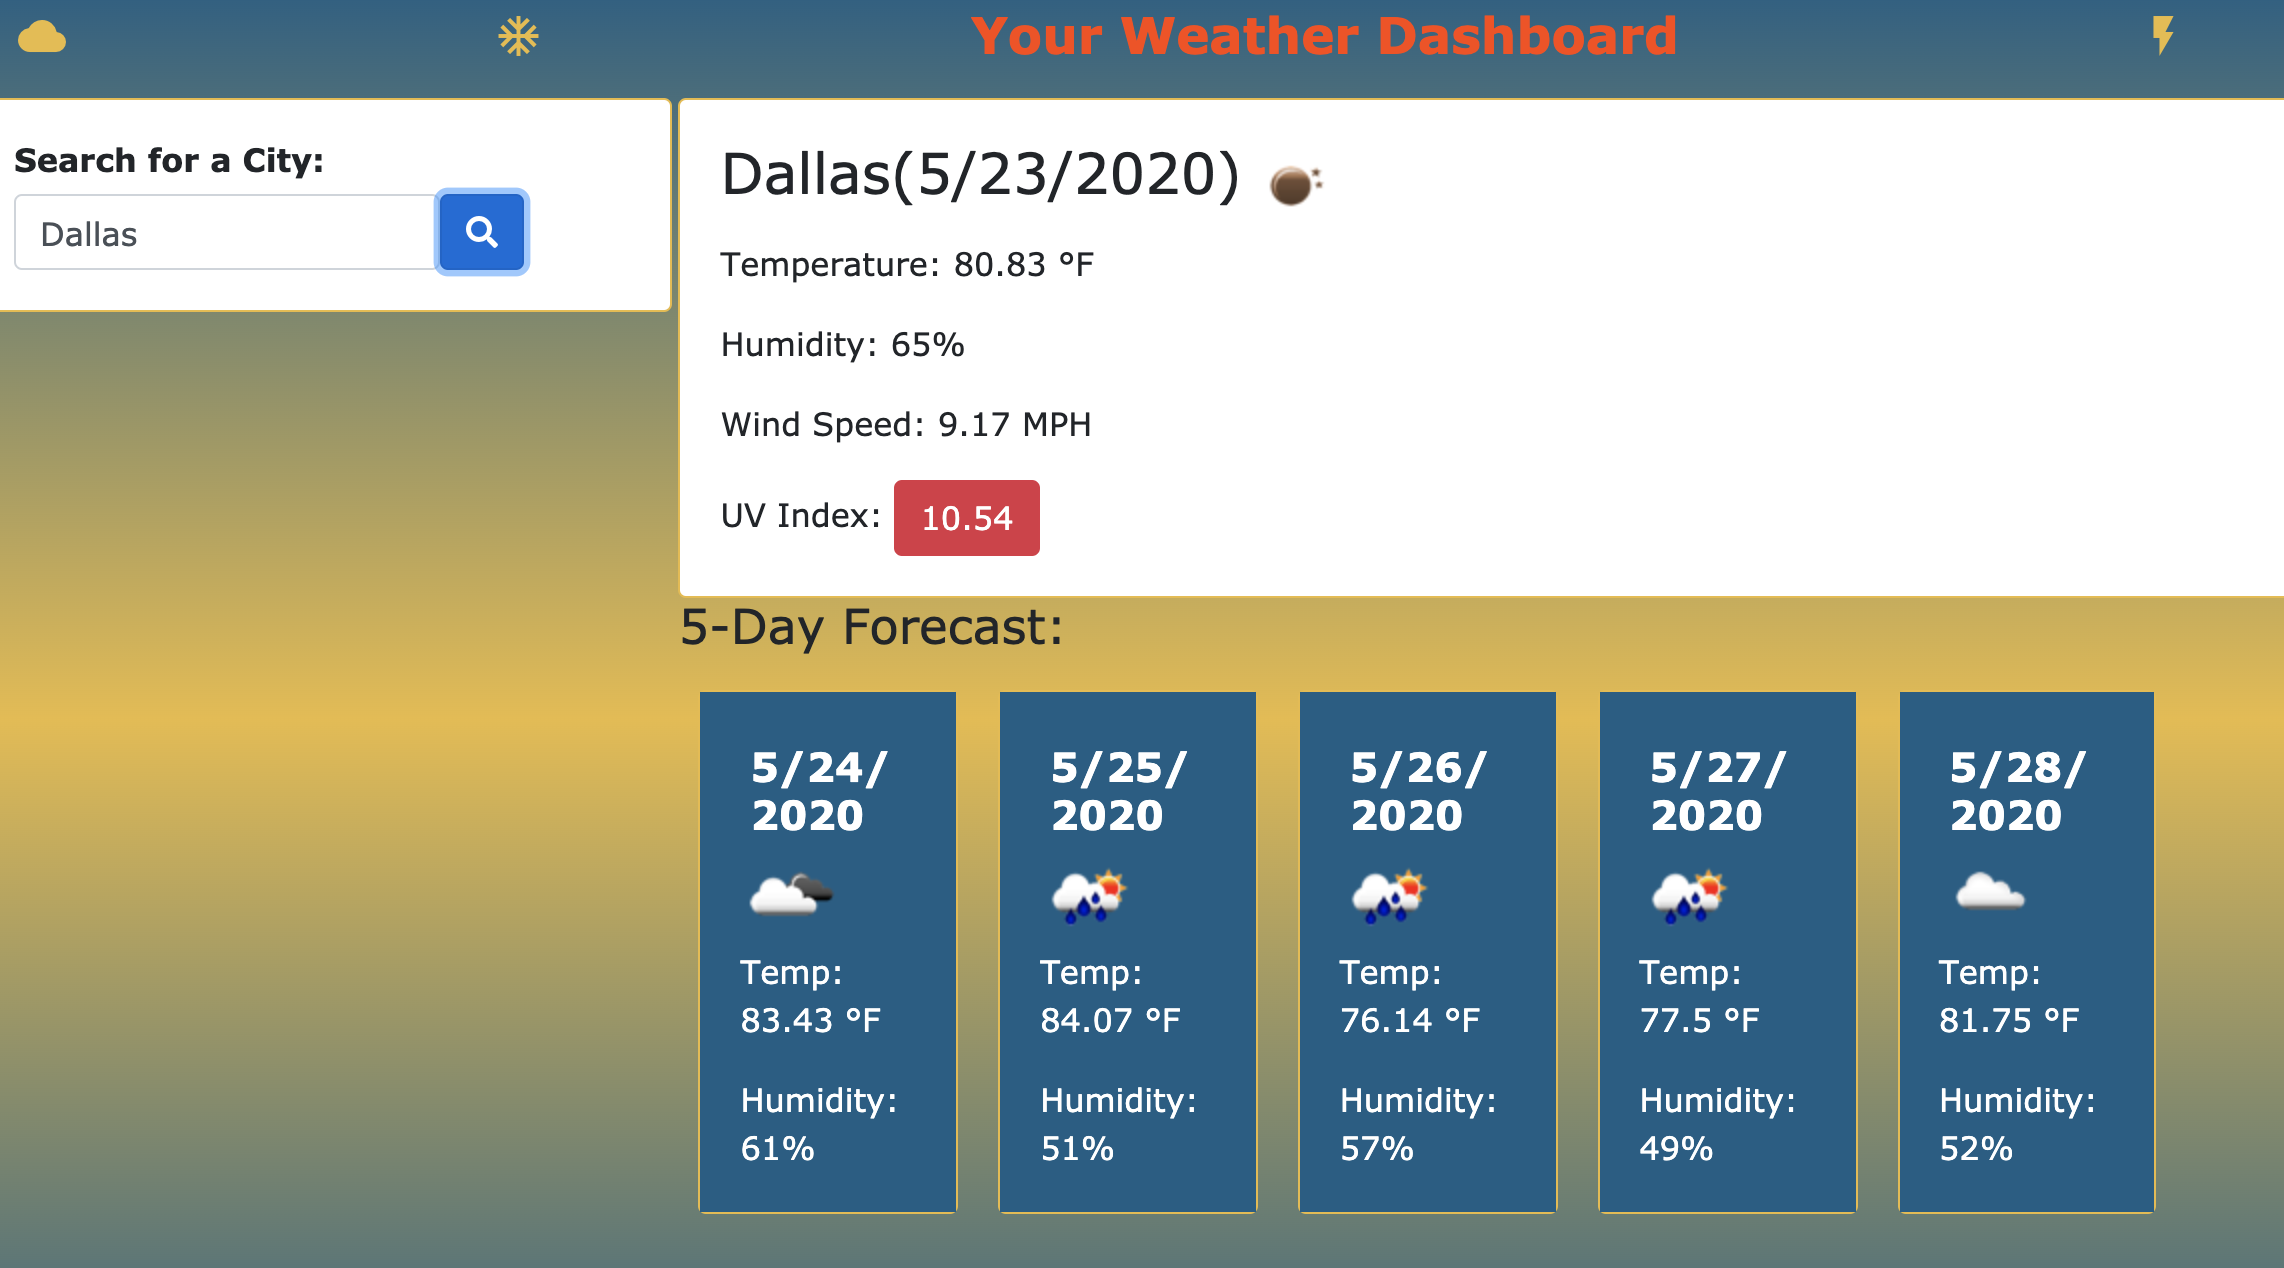 Your Weather Dashboard
Search for a City:
Dallas
Dallas(5/23/2020)
Temperature: 80.83 °F
Humidity: 65%
Wind Speed: 9.17 MPH
UV Index: 10.54
5-Day Forecast:
5/24/
2020
Temp:
83.43 °F
Humidity:
61%
5/25/
2020
Temp:
84.07 °F
Humidity:
51%
5/26/
2020
Temp:
76.14 °F
Humidity:
57%
5/27/
2020
Temp:
77.5 °F
Humidity:
49%
5/28/
2020
Temp:
81.75 °F
Humidity:
52%